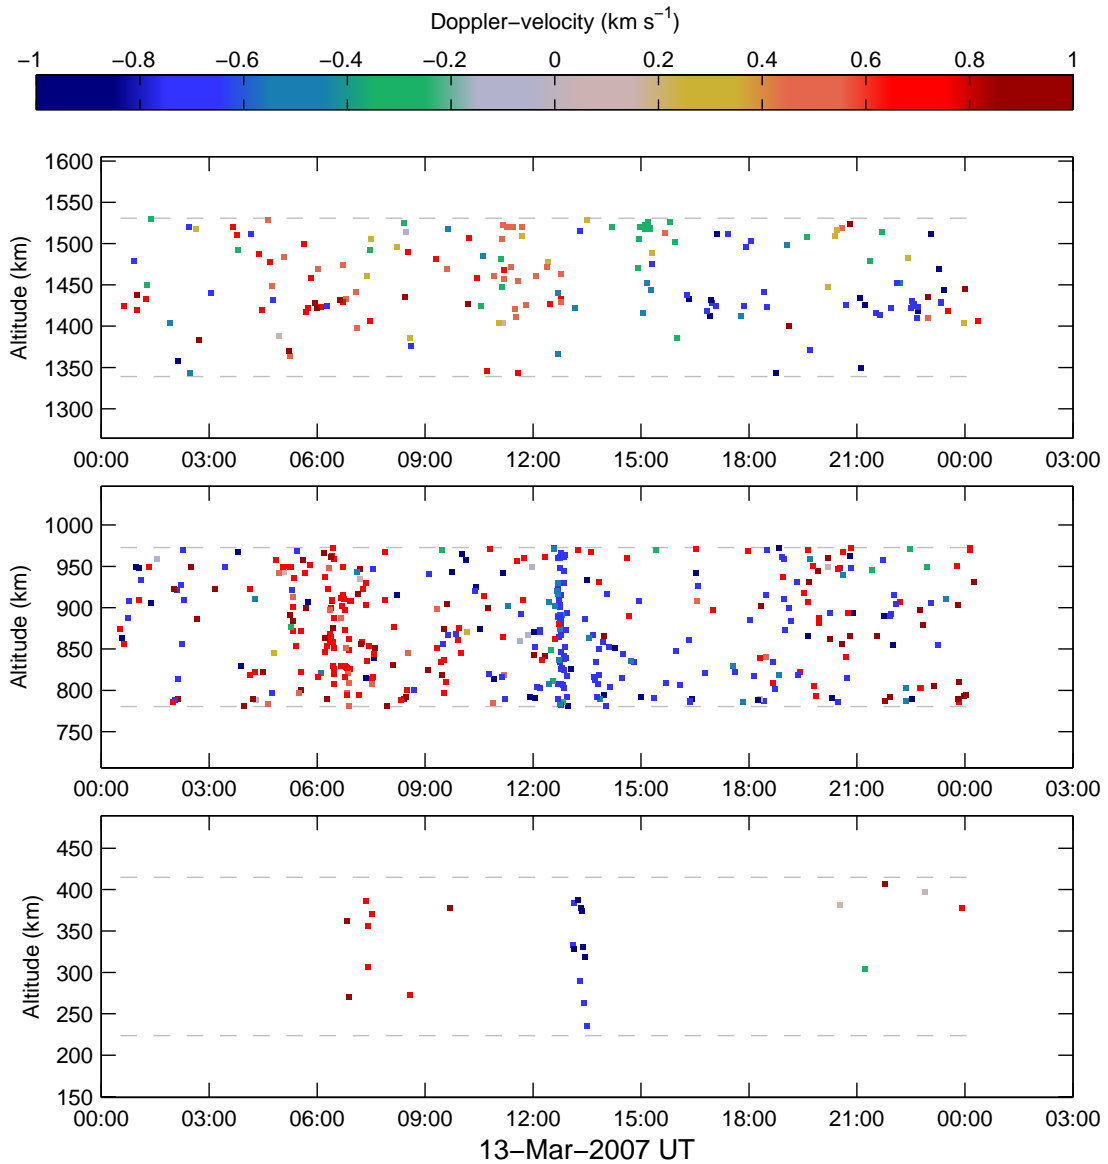 Doppler−velocity (km s−1)
−1 −0.8 −0.6 −0.4 −0.2 0 0.2 0.4 0.6 0.8 1
1600
1550
1500
1450
1400
1350
1300
Altitude (km)
00:00 03:00 06:00 09:00 12:00 15:00 18:00 21:00 00:00 03:00
1000
950
900
850
800
750
Altitude (km)
00:00 03:00 06:00 09:00 12:00 15:00 18:00 21:00 00:00 03:00
450
400
350
300
250
200
150
Altitude (km)
00:00 03:00 06:00 09:00 12:00 15:00 18:00 21:00 00:00 03:00
13−Mar−2007 UT